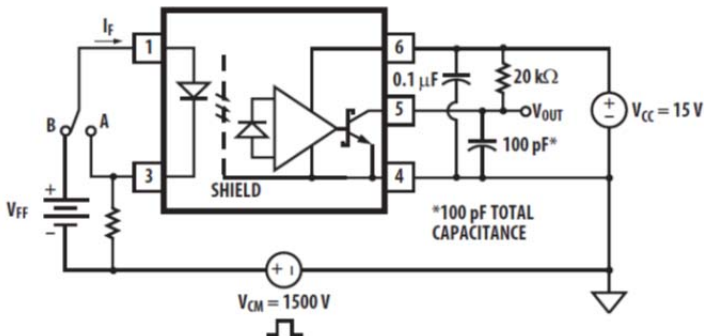 I_F
1
6
0.1 µF
20 kΩ
5
V_OUT
V_CC = 15 V
B
A
100 pF*
3
4
SHIELD
V_FF
*100 pF TOTAL
CAPACITANCE
V_CM = 1500 V